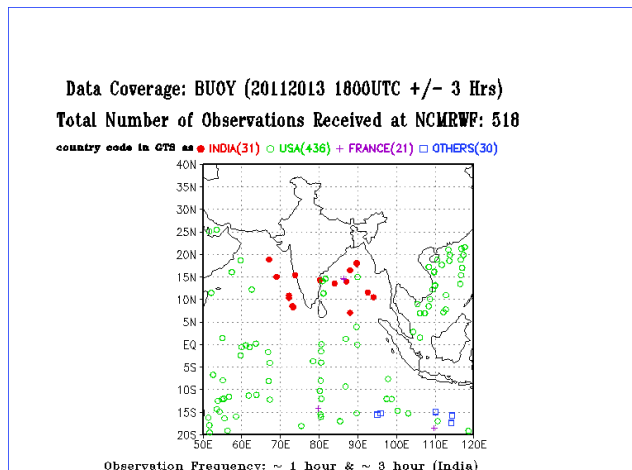 Data Coverage: BUOY (20112013 1800UTC +/- 3 Hrs)
Total Number of Observations Received at NCMRWF: 518
country code in GTS as INDIA(31) USA(436) FRANCE(21) OTHERS(30)
40N
35N
30N
25N
20N
15N
10N
5N
EQ
5S
10S
15S
20S
50E 60E 70E 80E 90E 100E 110E 120E
Observation Frequency: ~ 1 hour & ~ 3 hour (India)